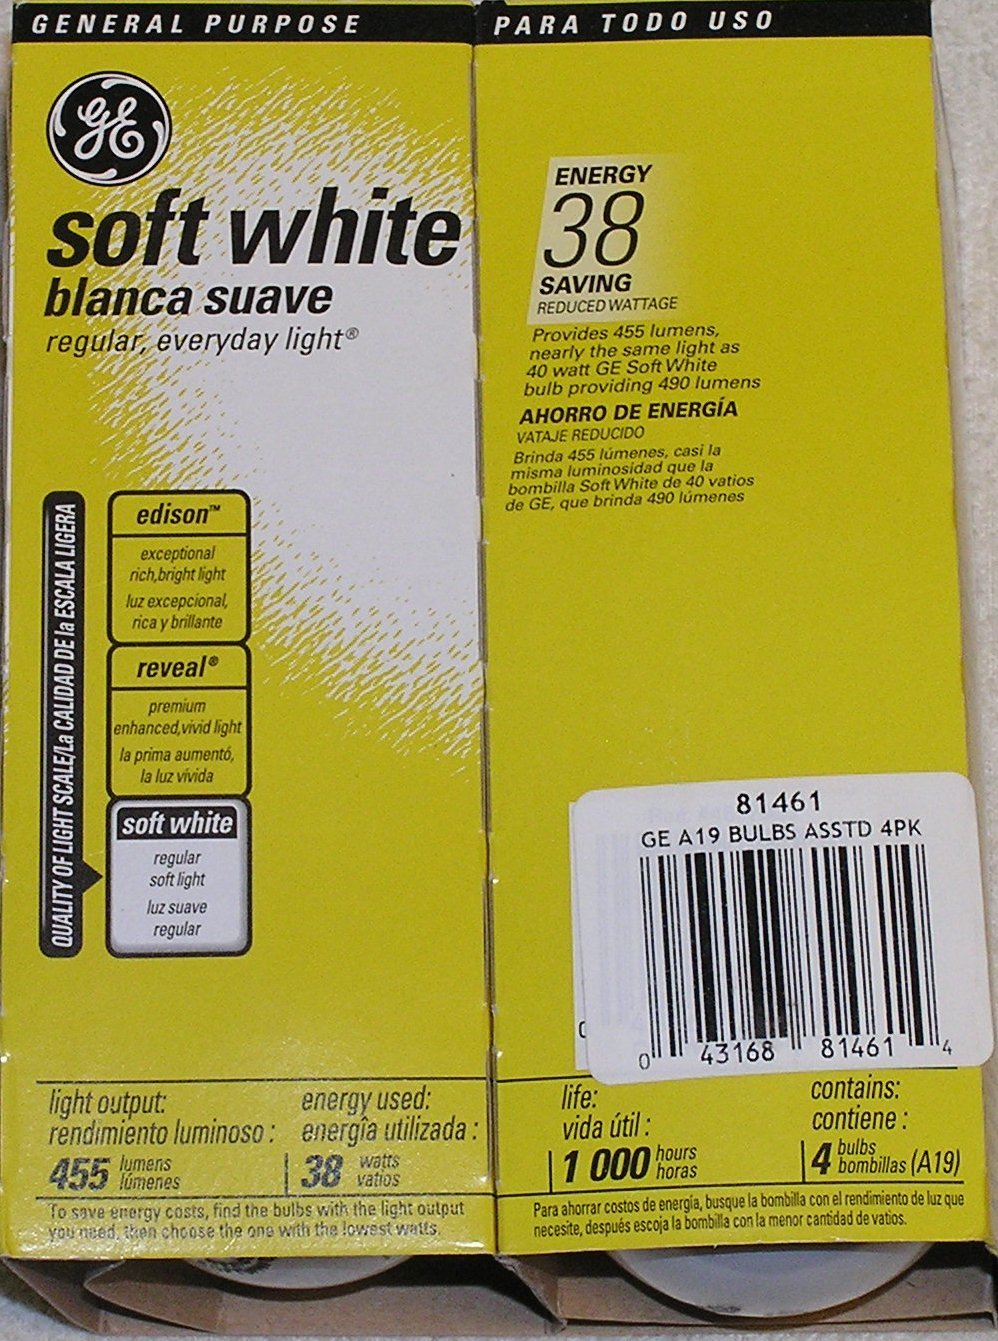 GENERAL PURPOSE
GE
soft white
blanca suave
regular, everyday light®
QUALITY OF LIGHT SCALE/La CALIDAD DE la ESCALA LIGERA
edison™
exceptional
rich,bright light
luz excepcional,
rica y brillante
reveal®
premium
enhanced,vivid light
la prima aumentó,
la luz vívida
soft white
regular
soft light
luz suave
regular
light output:
rendimiento luminoso :
455 lumens
lúmenes
energy used:
energîa utilizada :
38 watts
vatios
To save energy costs, find the bulbs with the light output
you need, then choose the one with the lowest watts.
PARA TODO USO
ENERGY
38
SAVING
REDUCED WATTAGE
Provides 455 lumens,
nearly the same light as
40 watt GE Soft White
bulb providing 490 lumens
AHORRO DE ENERGÍA
VATAJE REDUCIDO
Brinda 455 lúmenes, casi la
misma luminosidad que la
bombilla Soft White de 40 vatios
de GE, que brinda 490 lúmenes
81461
GE A19 BULBS ASSTD 4PK
0 43168 81461 4
life:
vida útil :
1 000 hours
horas
contains:
contiene :
4 bulbs
bombillas (A19)
Para ahorrar costos de energía, busque la bombilla con el rendimiento de luz que
necesite, después escoja la bombilla con la menor cantidad de vatios.